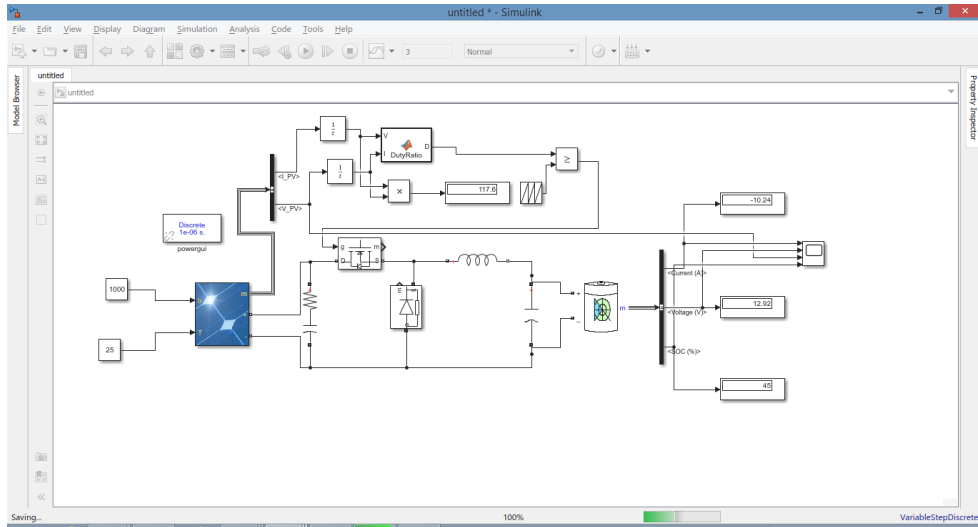 untitled * - Simulink
File Edit View Display Diagram Simulation Analysis Code Tools Help
3
Normal
Model Browser
untitled
untitled
Property Inspector
1
z
V
I
D
DutyRatio
≥
1
z
<I_PV>
×
117.6
<V_PV>
-10.24
Discrete
1e-06 s.
powergui
g
m
D
S
<Current (A)>
1000
Ir
m
+
m
+
m
<Voltage (V)>
12.92
T
-
_
25
<SOC (%)>
45
Saving...
100%
VariableStepDiscrete